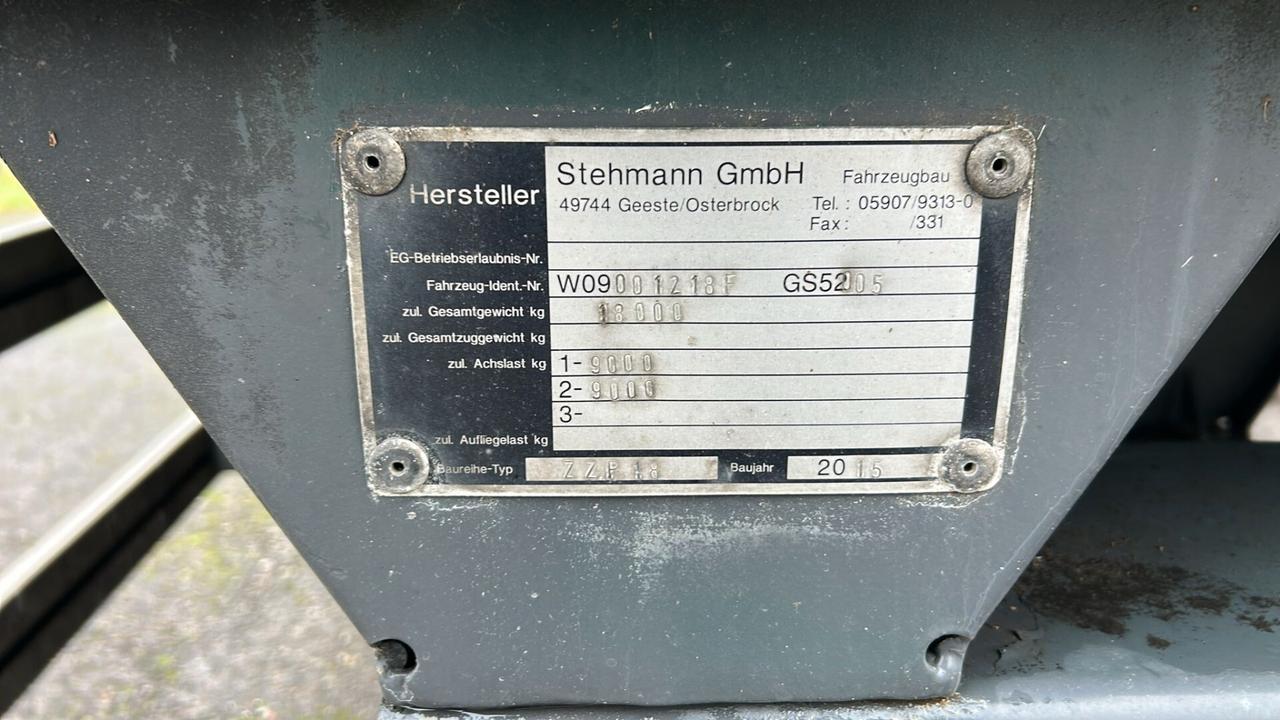 Hersteller
Stehmann GmbH Fahrzeugbau
49744 Geeste/Osterbrock Tel.: 05907/9313-0
Fax: /331
EG-Betriebserlaubnis-Nr.
Fahrzeug-Ident.-Nr. W09001218F GS52005
zul. Gesamtgewicht kg 18000
zul. Gesamtzuggewicht kg
zul. Achslast kg 1- 9000
2- 9000
3-
zul. Aufliegelast kg
Baureihe-Typ ZZP18 Baujahr 2015